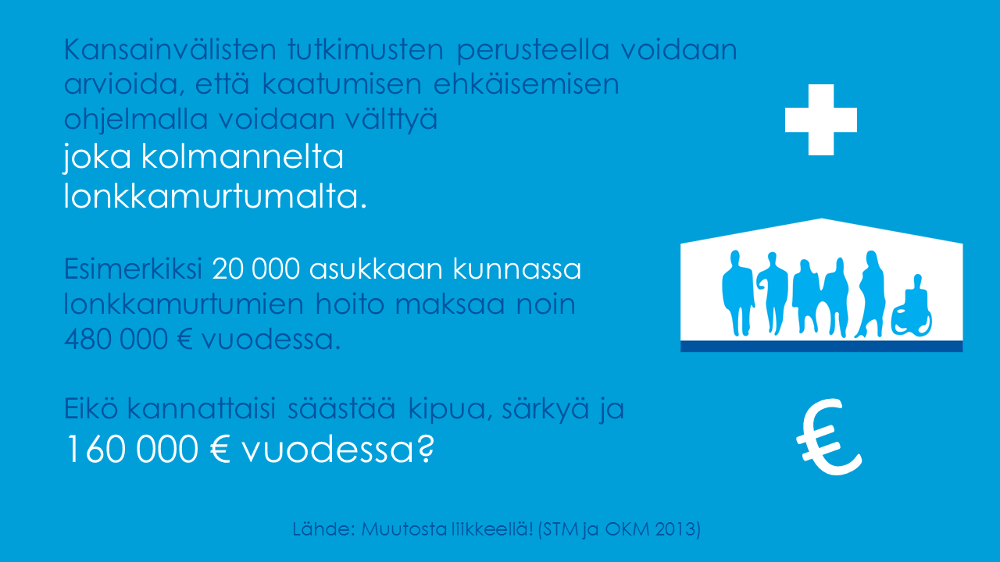 Kansainvälisten tutkimusten perusteella voidaan
arvioida, että kaatumisen ehkäisemisen
ohjelmalla voidaan välttyä
joka kolmannelta
lonkkamurtumalta.
Esimerkiksi 20 000 asukkaan kunnassa
lonkkamurtumien hoito maksaa noin
480 000 € vuodessa.
Eikö kannattaisi säästää kipua, särkyä ja
160 000 € vuodessa?
€
Lähde: Muutosta liikkeellä! (STM ja OKM 2013)